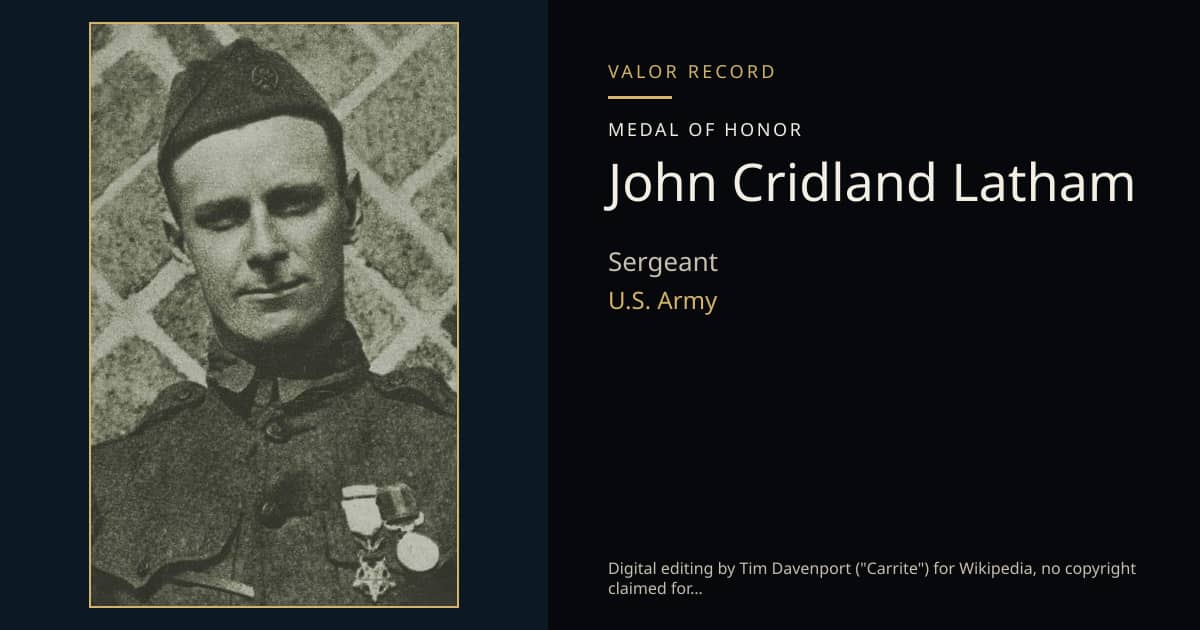 VALOR RECORD
MEDAL OF HONOR
John Cridland Latham
Sergeant
U.S. Army
Digital editing by Tim Davenport ("Carrite") for Wikipedia, no copyright
claimed for...